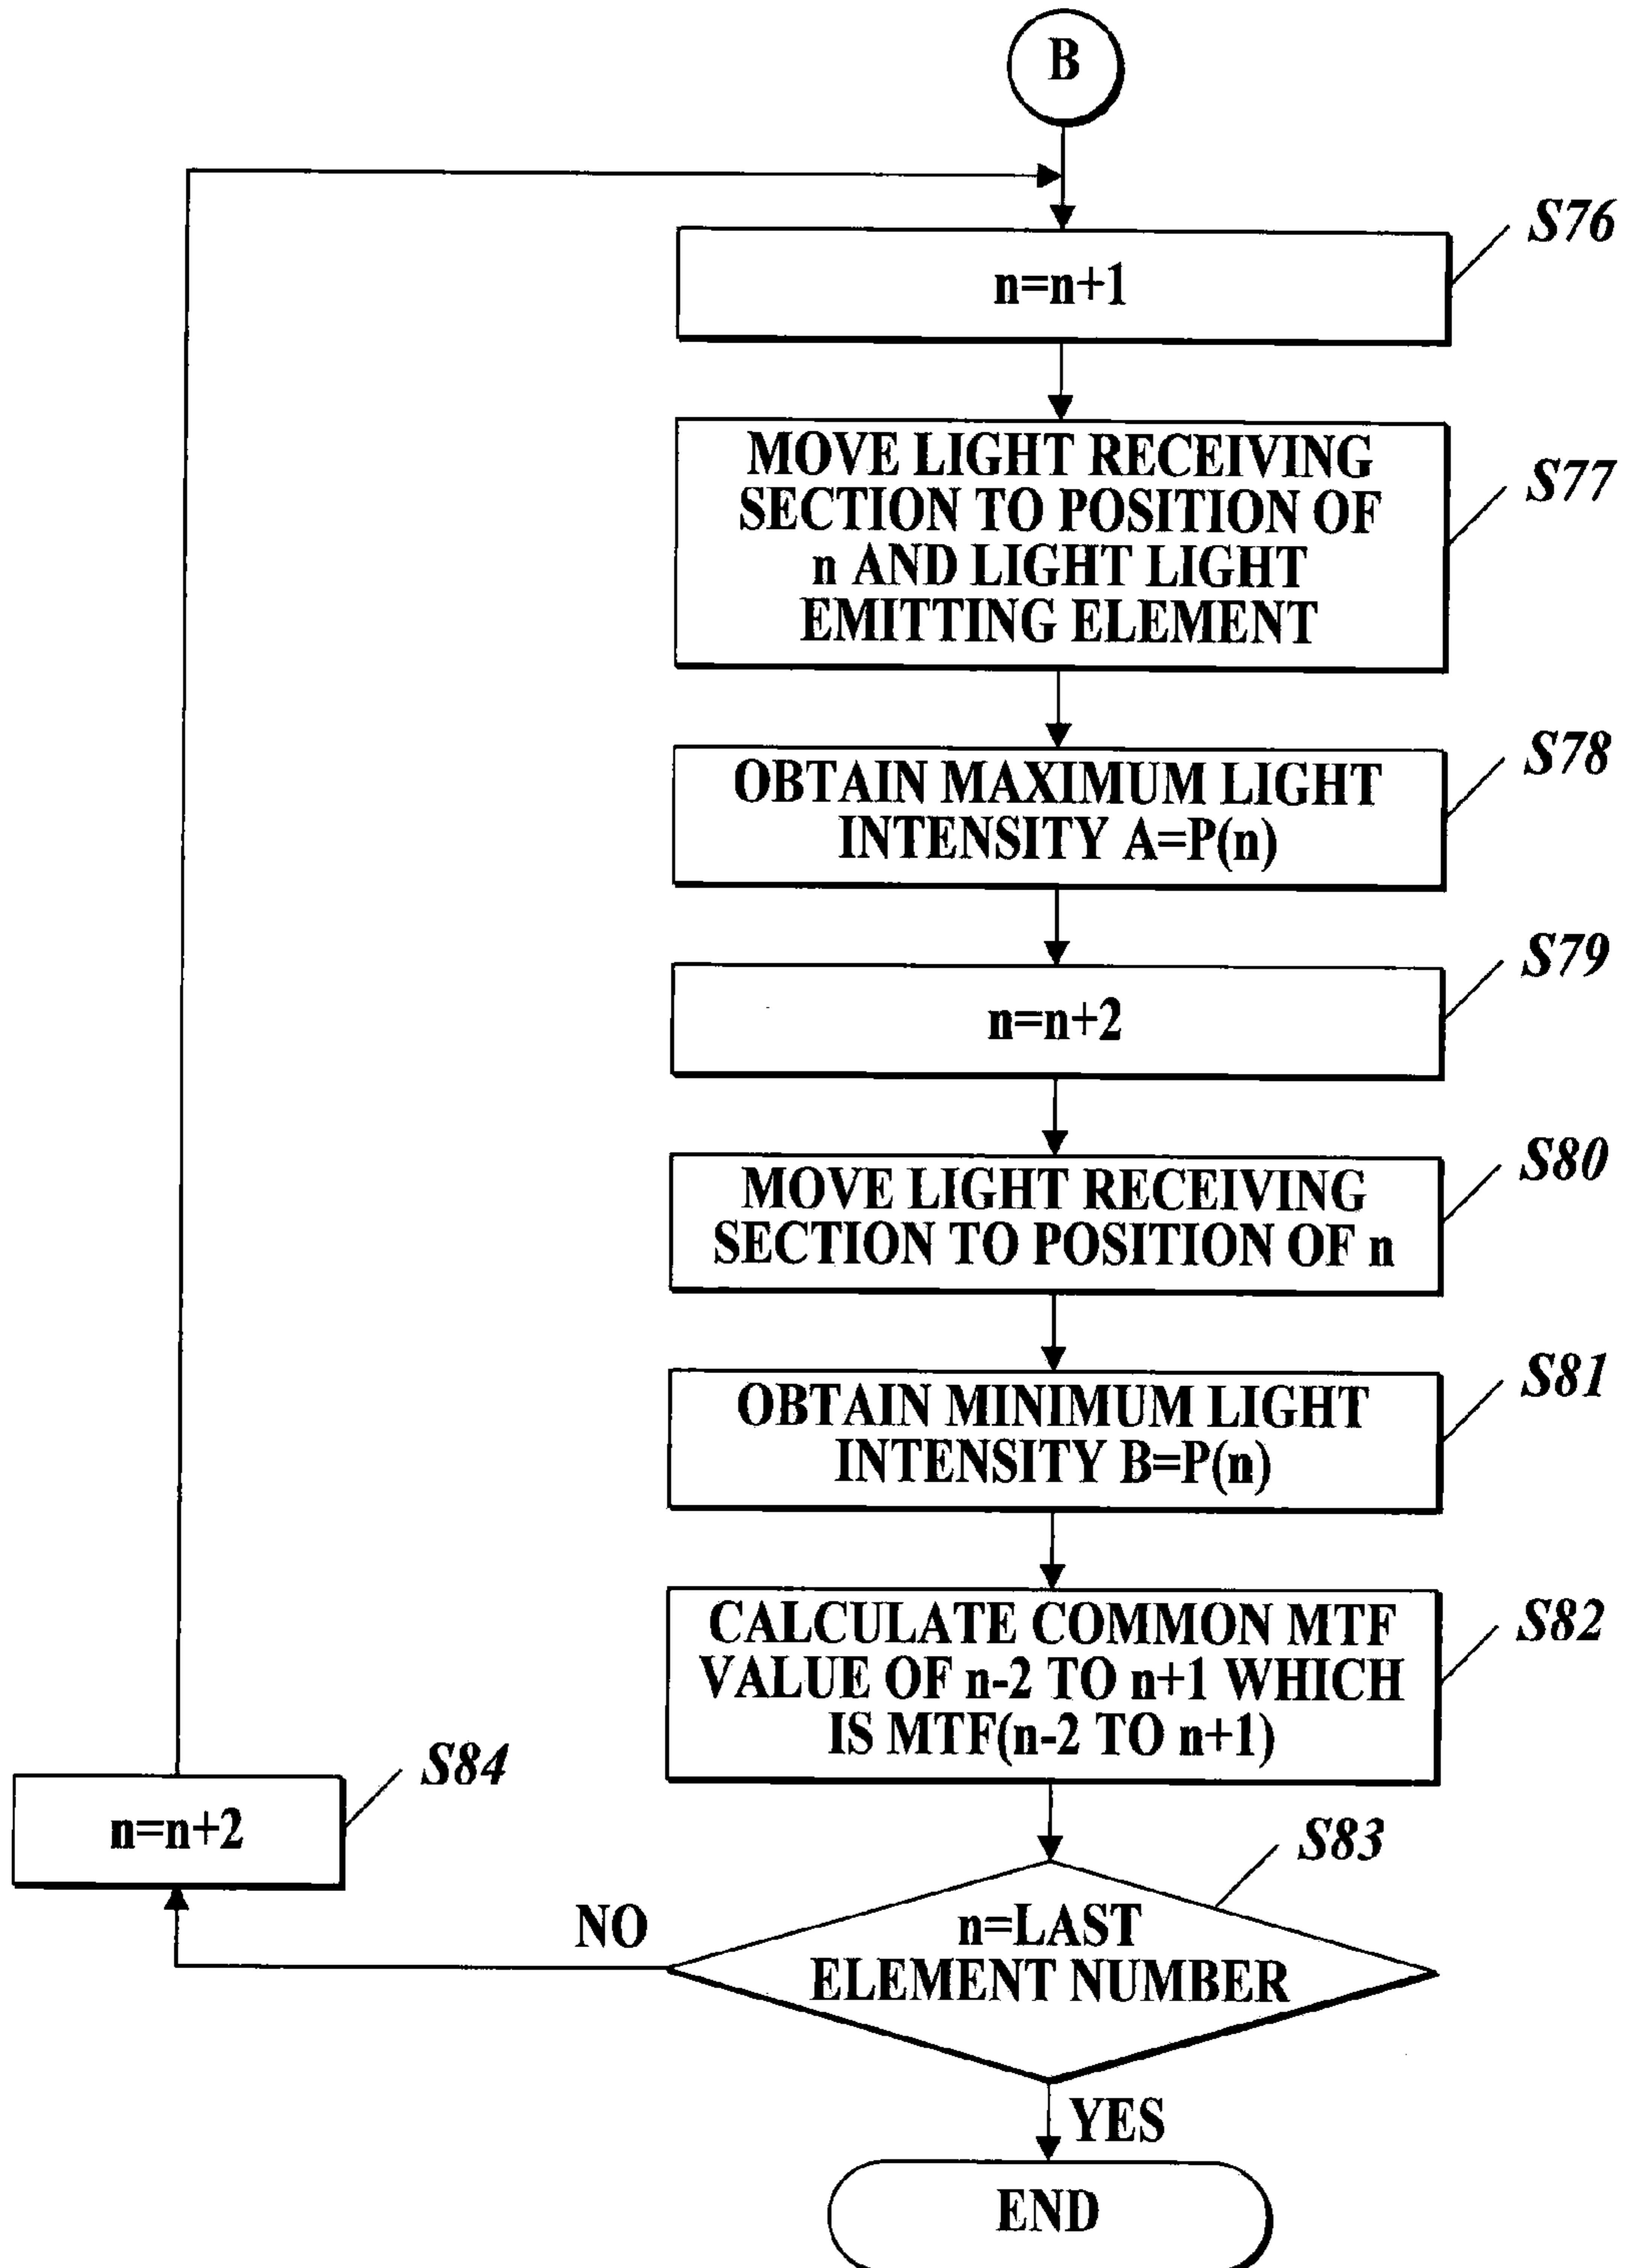 B
S76
n=n+1
MOVE LIGHT RECEIVING
SECTION TO POSITION OF
n AND LIGHT LIGHT
EMITTING ELEMENT
S77
OBTAIN MAXIMUM LIGHT
INTENSITY A=P(n)
S78
n=n+2
S79
MOVE LIGHT RECEIVING
SECTION TO POSITION OF n
S80
OBTAIN MINIMUM LIGHT
INTENSITY B=P(n)
S81
CALCULATE COMMON MTF
VALUE OF n-2 TO n+1 WHICH
IS MTF(n-2 TO n+1)
S82
n=n+2
S84
S83
n=LAST
ELEMENT NUMBER
NO
YES
END